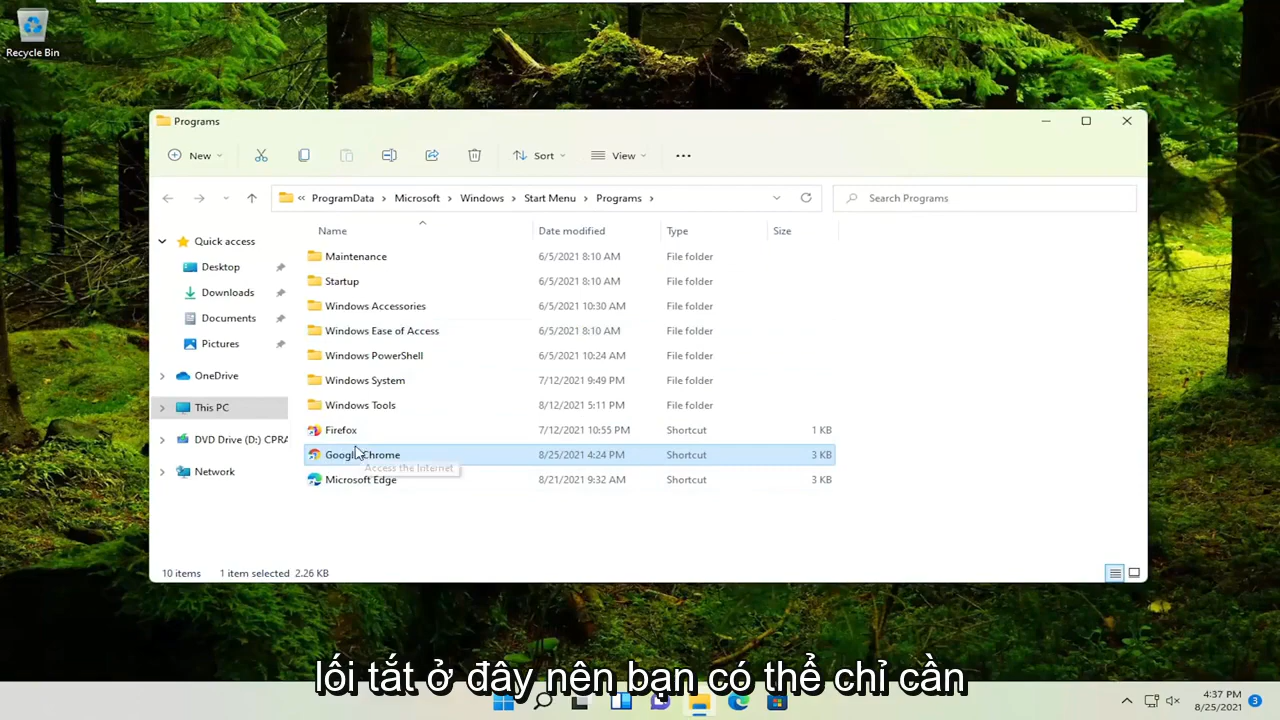 Recycle Bin
Programs
New
Sort
View
« ProgramData > Microsoft > Windows > Start Menu > Programs >
Search Programs
Name
Date modified
Type
Size
Quick access
Desktop
Downloads
Documents
Pictures
OneDrive
This PC
DVD Drive (D:) CPRA
Network
Maintenance 6/5/2021 8:10 AM File folder
Startup 6/5/2021 8:10 AM File folder
Windows Accessories 6/5/2021 10:30 AM File folder
Windows Ease of Access 6/5/2021 8:10 AM File folder
Windows PowerShell 6/5/2021 10:24 AM File folder
Windows System 7/12/2021 9:49 PM File folder
Windows Tools 8/12/2021 5:11 PM File folder
Firefox 7/12/2021 10:55 PM Shortcut 1 KB
Google Chrome 8/25/2021 4:24 PM Shortcut 3 KB
Access the Internet
Microsoft Edge 8/21/2021 9:32 AM Shortcut 3 KB
10 items 1 item selected 2.26 KB
lối tắt ở đây nên bạn có thể chỉ cần
4:37 PM
8/25/2021
3